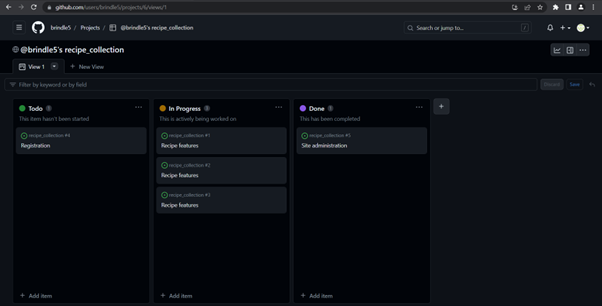 github.com/users/brindle5/projects/6/views/1
brindle5 / Projects / @brindle5's recipe_collection
Search or jump to... /
@brindle5's recipe_collection
View 1
New View
Filter by keyword or by field
Discard
Save
Todo 1
This item hasn't been started
recipe_collection #4
Registration
Add item
In Progress 3
This is actively being worked on
recipe_collection #1
Recipe features
recipe_collection #2
Recipe features
recipe_collection #3
Recipe features
Add item
Done 1
This has been completed
recipe_collection #5
Site administration
Add item